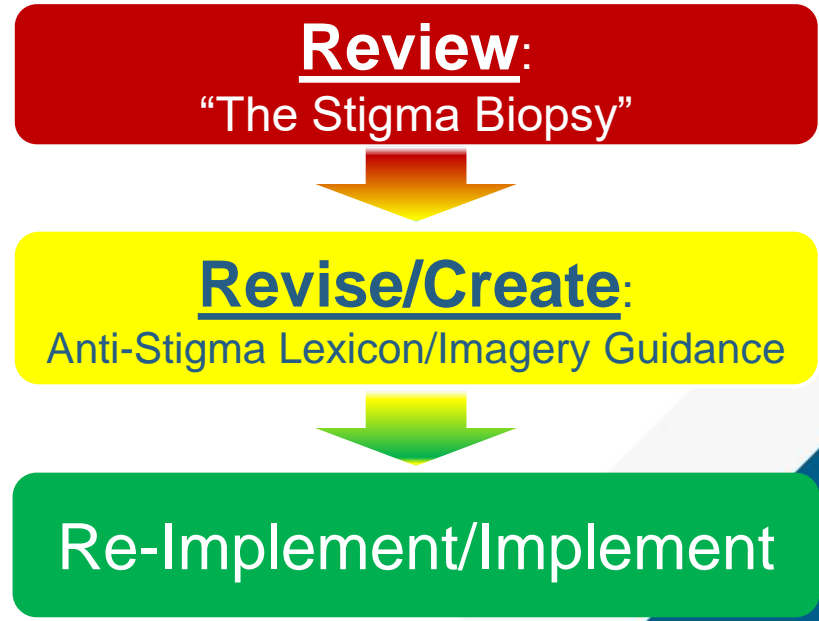 Review:
“The Stigma Biopsy”
Revise/Create:
Anti-Stigma Lexicon/Imagery Guidance
Re-Implement/Implement